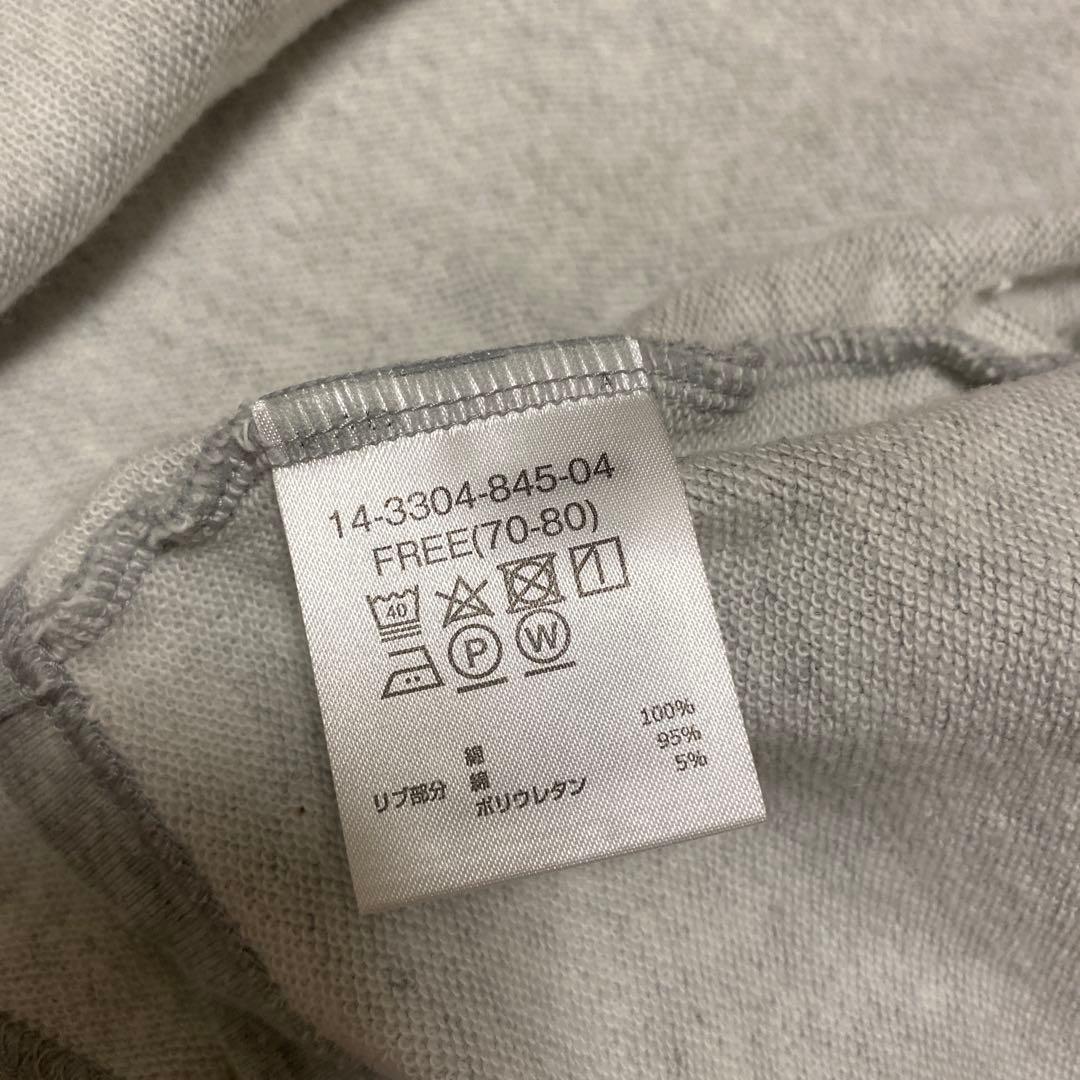 14-3304-845-04
FREE(70-80)
40
P W
綿 100%
リブ部分 綿 95%
ポリウレタン 5%